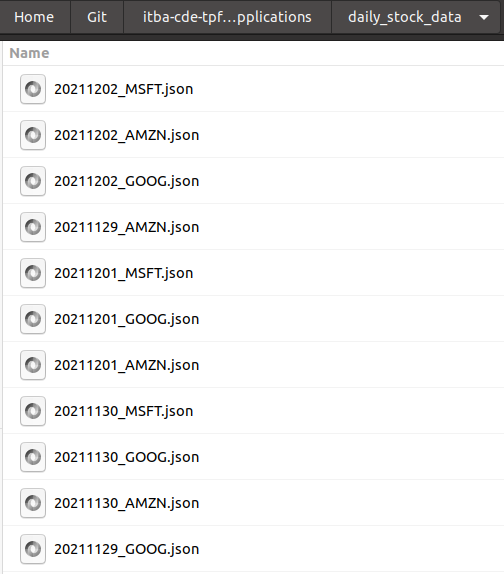 Home Git itba-cde-tpf...pplications daily_stock_data
Name
20211202_MSFT.json
20211202_AMZN.json
20211202_GOOG.json
20211129_AMZN.json
20211201_MSFT.json
20211201_GOOG.json
20211201_AMZN.json
20211130_MSFT.json
20211130_GOOG.json
20211130_AMZN.json
20211129_GOOG.json